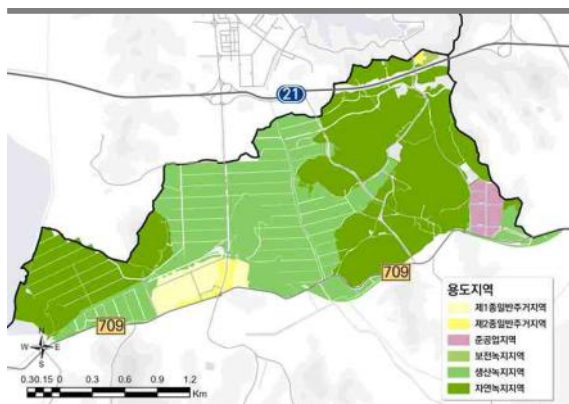 21
709
709
용도지역
제1종일반주거지역
제2종일반주거지역
준공업지역
보전녹지지역
생산녹지지역
자연녹지지역
N
W E
S
0.30.15 0 0.3 0.6 0.9 1.2
Km